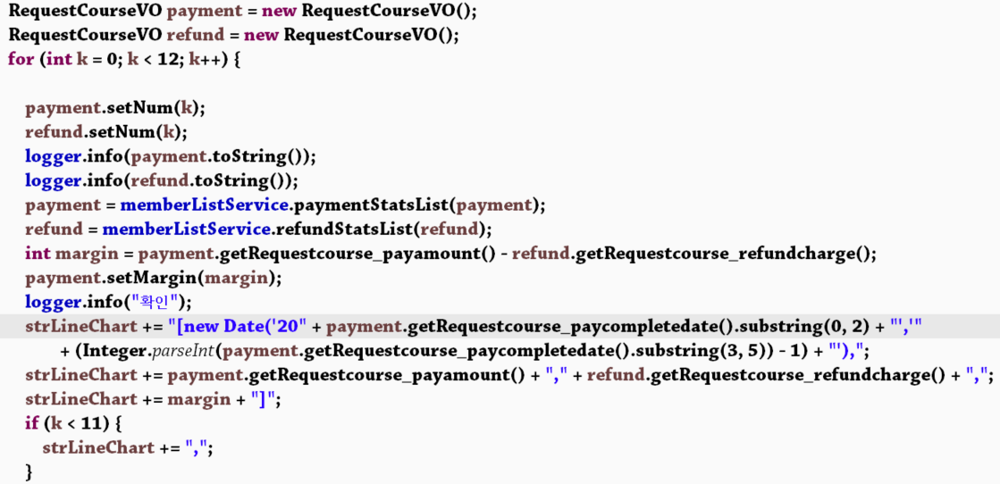 RequestCourseVO payment = new RequestCourseVO();
RequestCourseVO refund = new RequestCourseVO();
for (int k = 0; k < 12; k++) {
payment.setNum(k);
refund.setNum(k);
logger.info(payment.toString());
logger.info(refund.toString());
payment = memberListService.paymentStatsList(payment);
refund = memberListService.refundStatsList(refund);
int margin = payment.getRequestcourse_payamount() - refund.getRequestcourse_refundcharge();
payment.setMargin(margin);
logger.info("확인");
strLineChart += "[new Date('20" + payment.getRequestcourse_paycompletedate().substring(0, 2) + "','"
+ (Integer.parseInt(payment.getRequestcourse_paycompletedate().substring(3, 5)) - 1) + "'),";
strLineChart += payment.getRequestcourse_payamount() + "," + refund.getRequestcourse_refundcharge() + ",";
strLineChart += margin + "]";
if (k < 11) {
strLineChart += ",";
}